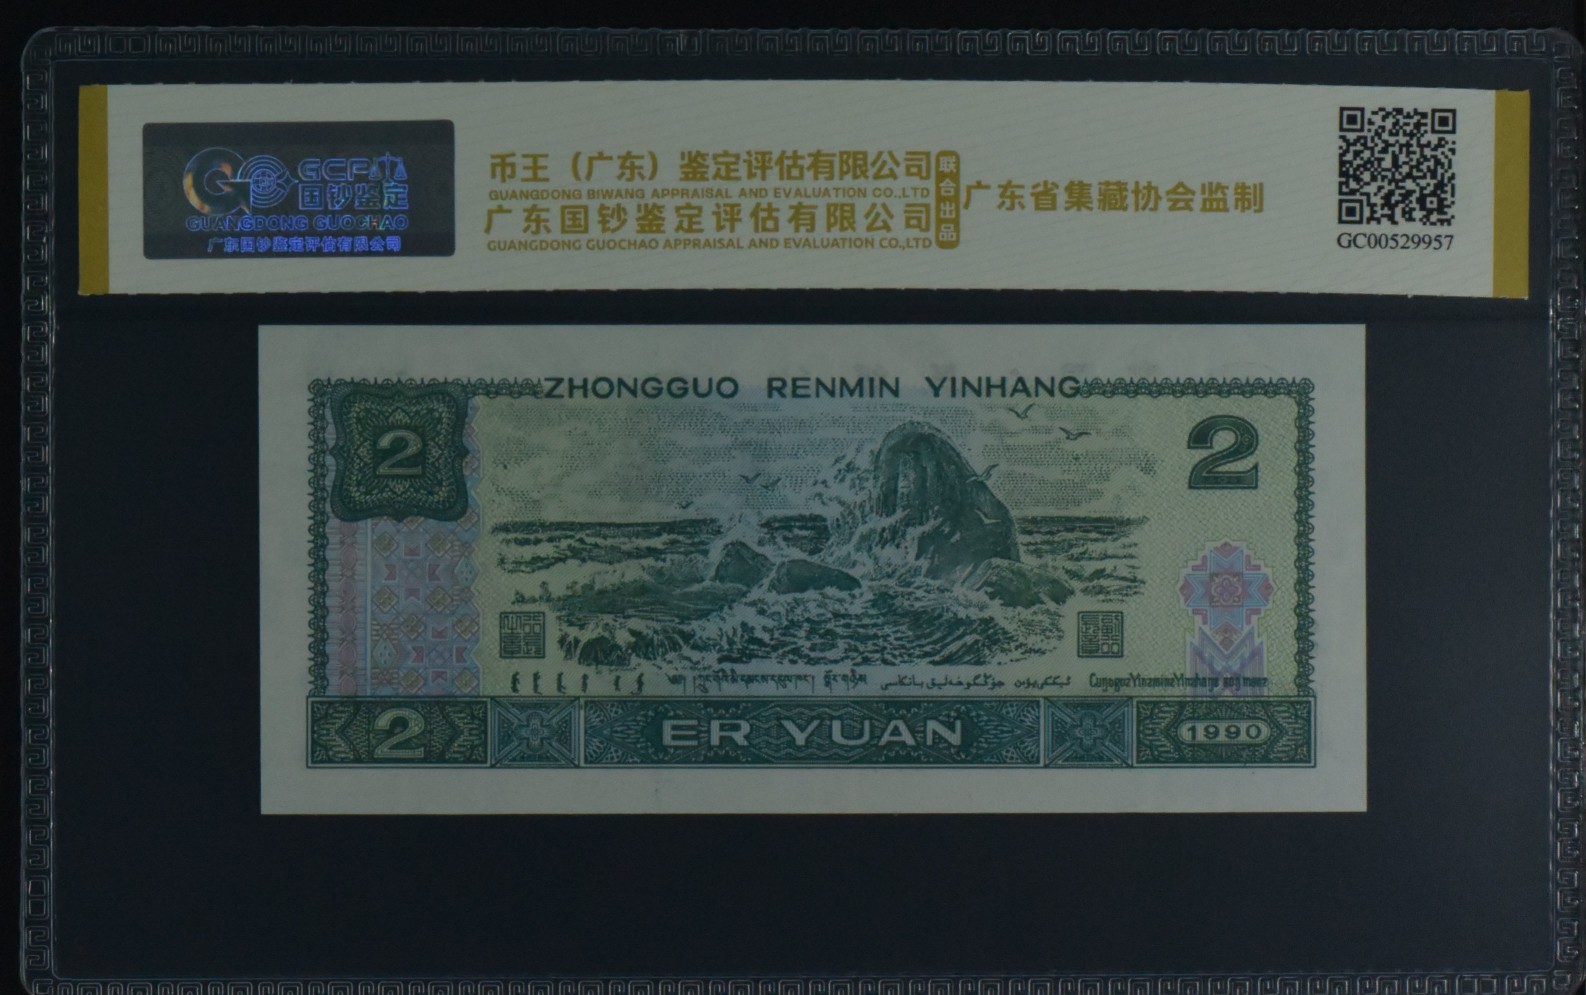 GCF
国钞鉴定
GUANGDONG GUOCHAO
广东国钞鉴定评估有限公司
币王（广东）鉴定评估有限公司
GUANGDONG BIWANG APPRAISAL AND EVALUATION CO.,LTD
广东国钞鉴定评估有限公司
GUANGDONG GUOCHAO APPRAISAL AND EVALUATION CO.,LTD
联合出品
广东省集藏协会监制
GC00529957
ZHONGGUO RENMIN YINHANG
2
2
2 ER YUAN 1990